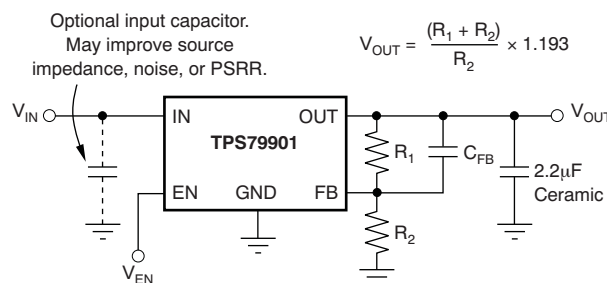 Optional input capacitor.
May improve source
impedance, noise, or PSRR.
V_OUT = (R_1 + R_2) / R_2 × 1.193
V_IN
IN
OUT
V_OUT
TPS79901
R_1
C_FB
2.2μF
Ceramic
EN
GND
FB
R_2
V_EN